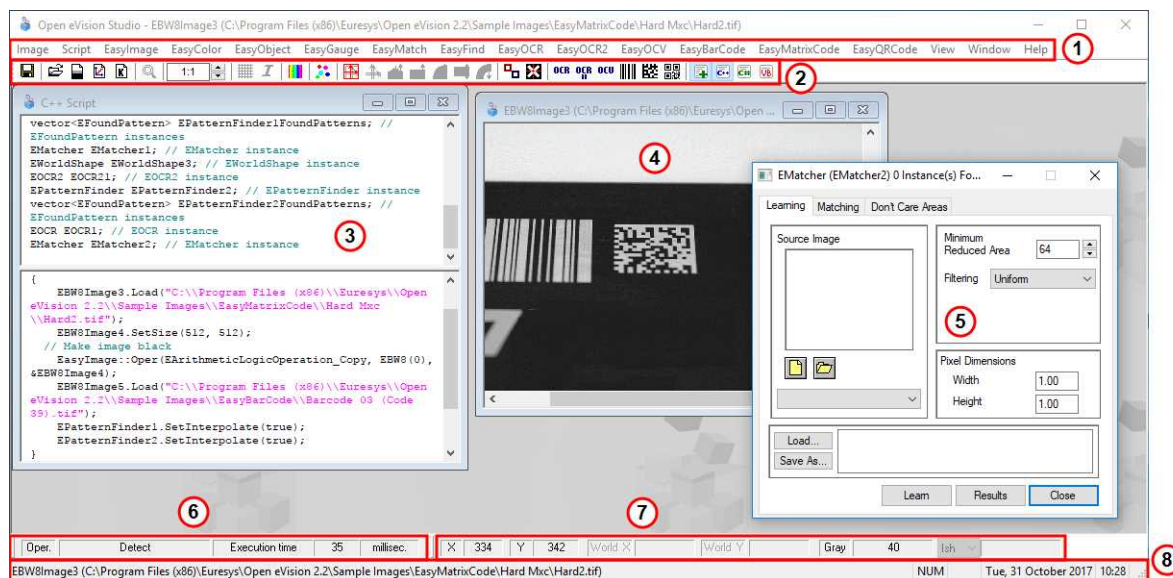 Open eVision Studio - EBW8Image3 (C:\Program Files (x86)\Euresys\Open eVision 2.2\Sample Images\EasyMatrixCode\Hard Mxc\Hard2.tif)
Image Script EasyImage EasyColor EasyObject EasyGauge EasyMatch EasyFind EasyOCR EasyOCR2 EasyOCV EasyBarCode EasyMatrixCode EasyQRCode View Window Help
1
1:1
OCR OCR II OCV
C++ C# VB
2
C++ Script
vector<EFoundPattern> EPatternFinder1FoundPatterns; //
EFoundPattern instances
EMatcher EMatcher1; // EMatcher instance
EWorldShape EWorldShape3; // EWorldShape instance
EOCR2 EOCR21; // EOCR2 instance
EPatternFinder EPatternFinder2; // EPatternFinder instance
vector<EFoundPattern> EPatternFinder2FoundPatterns; //
EFoundPattern instances
EOCR EOCR1; // EOCR instance
EMatcher EMatcher2; // EMatcher instance
3
{
EBW8Image3.Load("C:\\Program Files (x86)\\Euresys\\Open
eVision 2.2\\Sample Images\\EasyMatrixCode\\Hard Mxc
\\Hard2.tif");
EBW8Image4.SetSize(512, 512);
// Make image black
EasyImage::Oper(EArithmeticLogicOperation_Copy, EBW8(0),
&EBW8Image4);
EBW8Image5.Load("C:\\Program Files (x86)\\Euresys\\Open
eVision 2.2\\Sample Images\\EasyBarCode\\Barcode 03 (Code
39).tif");
EPatternFinder1.SetInterpolate(true);
EPatternFinder2.SetInterpolate(true);
}
EBW8Image3 (C:\Program Files (x86)\Euresys\Open ...
4
EMatcher (EMatcher2) 0 Instance(s) Fo...
Learning Matching Don't Care Areas
Source Image
Minimum
Reduced Area 64
Filtering Uniform
5
Pixel Dimensions
Width 1.00
Height 1.00
Load...
Save As...
Learn Results Close
6
7
Oper. Detect Execution time 35 millisec. X 334 Y 342 World X World Y Gray 40 Ish
EBW8Image3 (C:\Program Files (x86)\Euresys\Open eVision 2.2\Sample Images\EasyMatrixCode\Hard Mxc\Hard2.tif) NUM Tue, 31 October 2017 10:28
8